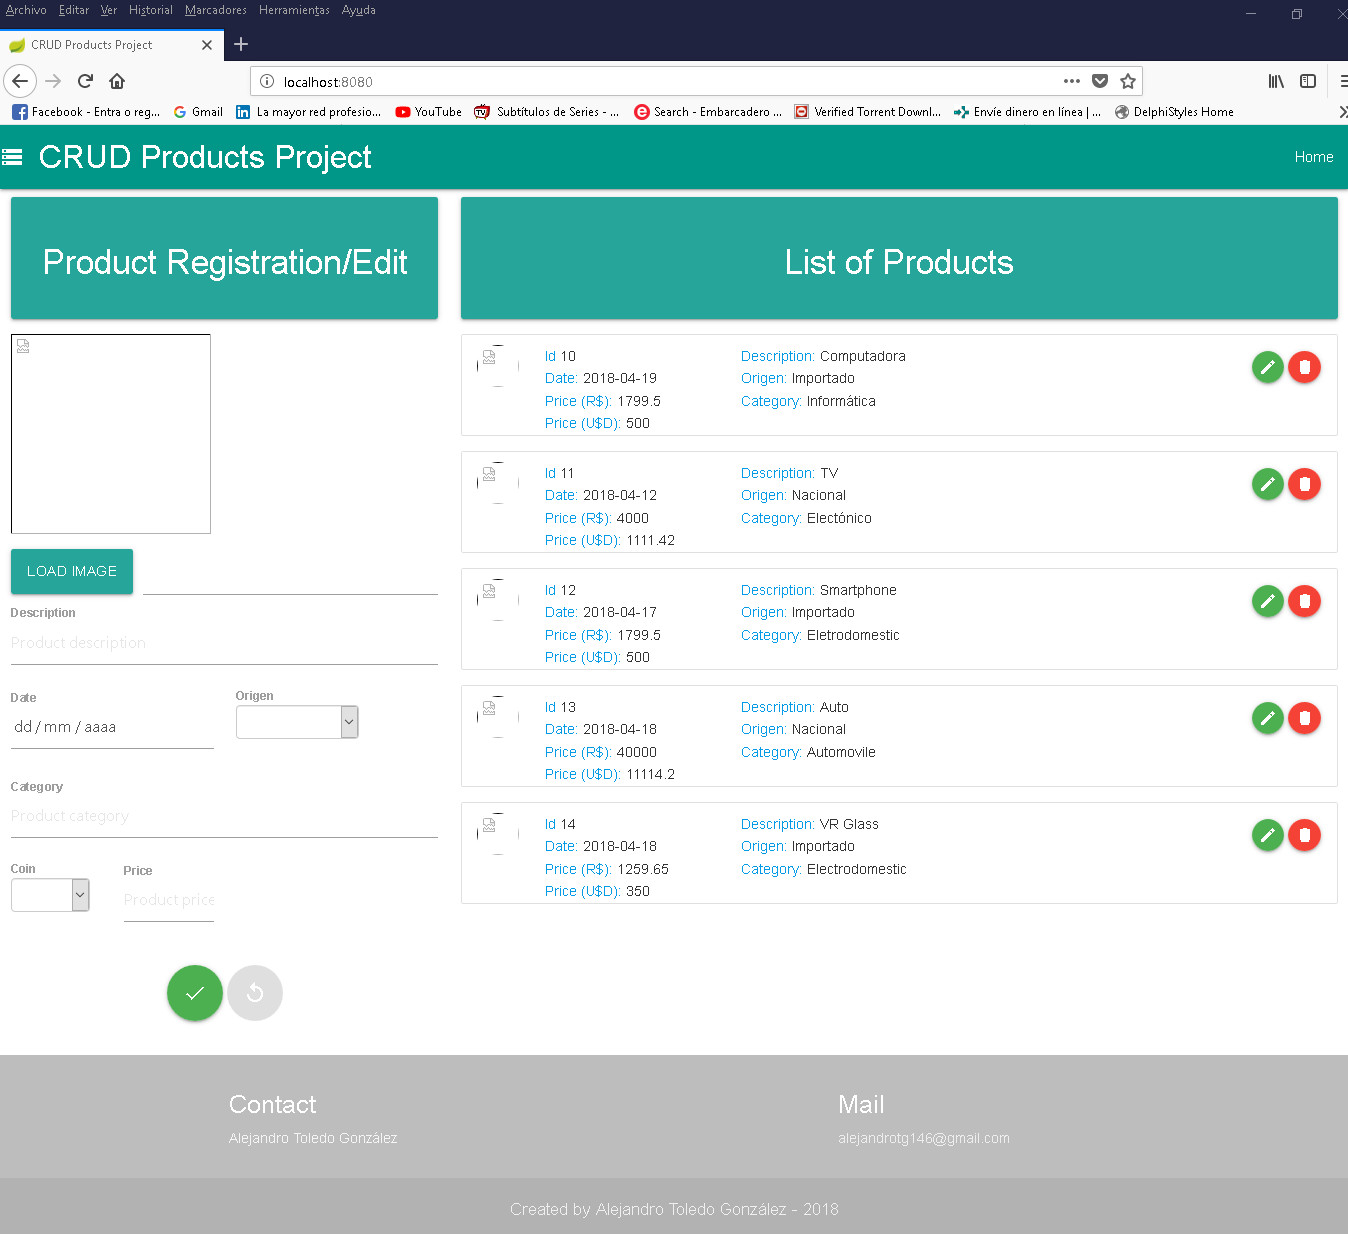 Archivo Editar Ver Historial Marcadores Herramientas Ayuda
CRUD Products Project
localhost:8080
Facebook - Entra o reg... Gmail La mayor red profesio... YouTube Subtítulos de Series - ... Search - Embarcadero ... Verified Torrent Downl... Envíe dinero en línea | ... DelphiStyles Home
CRUD Products Project Home
Product Registration/Edit
LOAD IMAGE
Description
Product description
Date Origen
dd / mm / aaaa
Category
Product category
Coin Price
Product price
List of Products
Id 10 Description: Computadora
Date: 2018-04-19 Origen: Importado
Price (R$): 1799.5 Category: Informática
Price (U$D): 500
Id 11 Description: TV
Date: 2018-04-12 Origen: Nacional
Price (R$): 4000 Category: Electónico
Price (U$D): 1111.42
Id 12 Description: Smartphone
Date: 2018-04-17 Origen: Importado
Price (R$): 1799.5 Category: Eletrodomestic
Price (U$D): 500
Id 13 Description: Auto
Date: 2018-04-18 Origen: Nacional
Price (R$): 40000 Category: Automovile
Price (U$D): 11114.2
Id 14 Description: VR Glass
Date: 2018-04-18 Origen: Importado
Price (R$): 1259.65 Category: Electrodomestic
Price (U$D): 350
Contact Mail
Alejandro Toledo González alejandrotg146@gmail.com
Created by Alejandro Toledo González - 2018